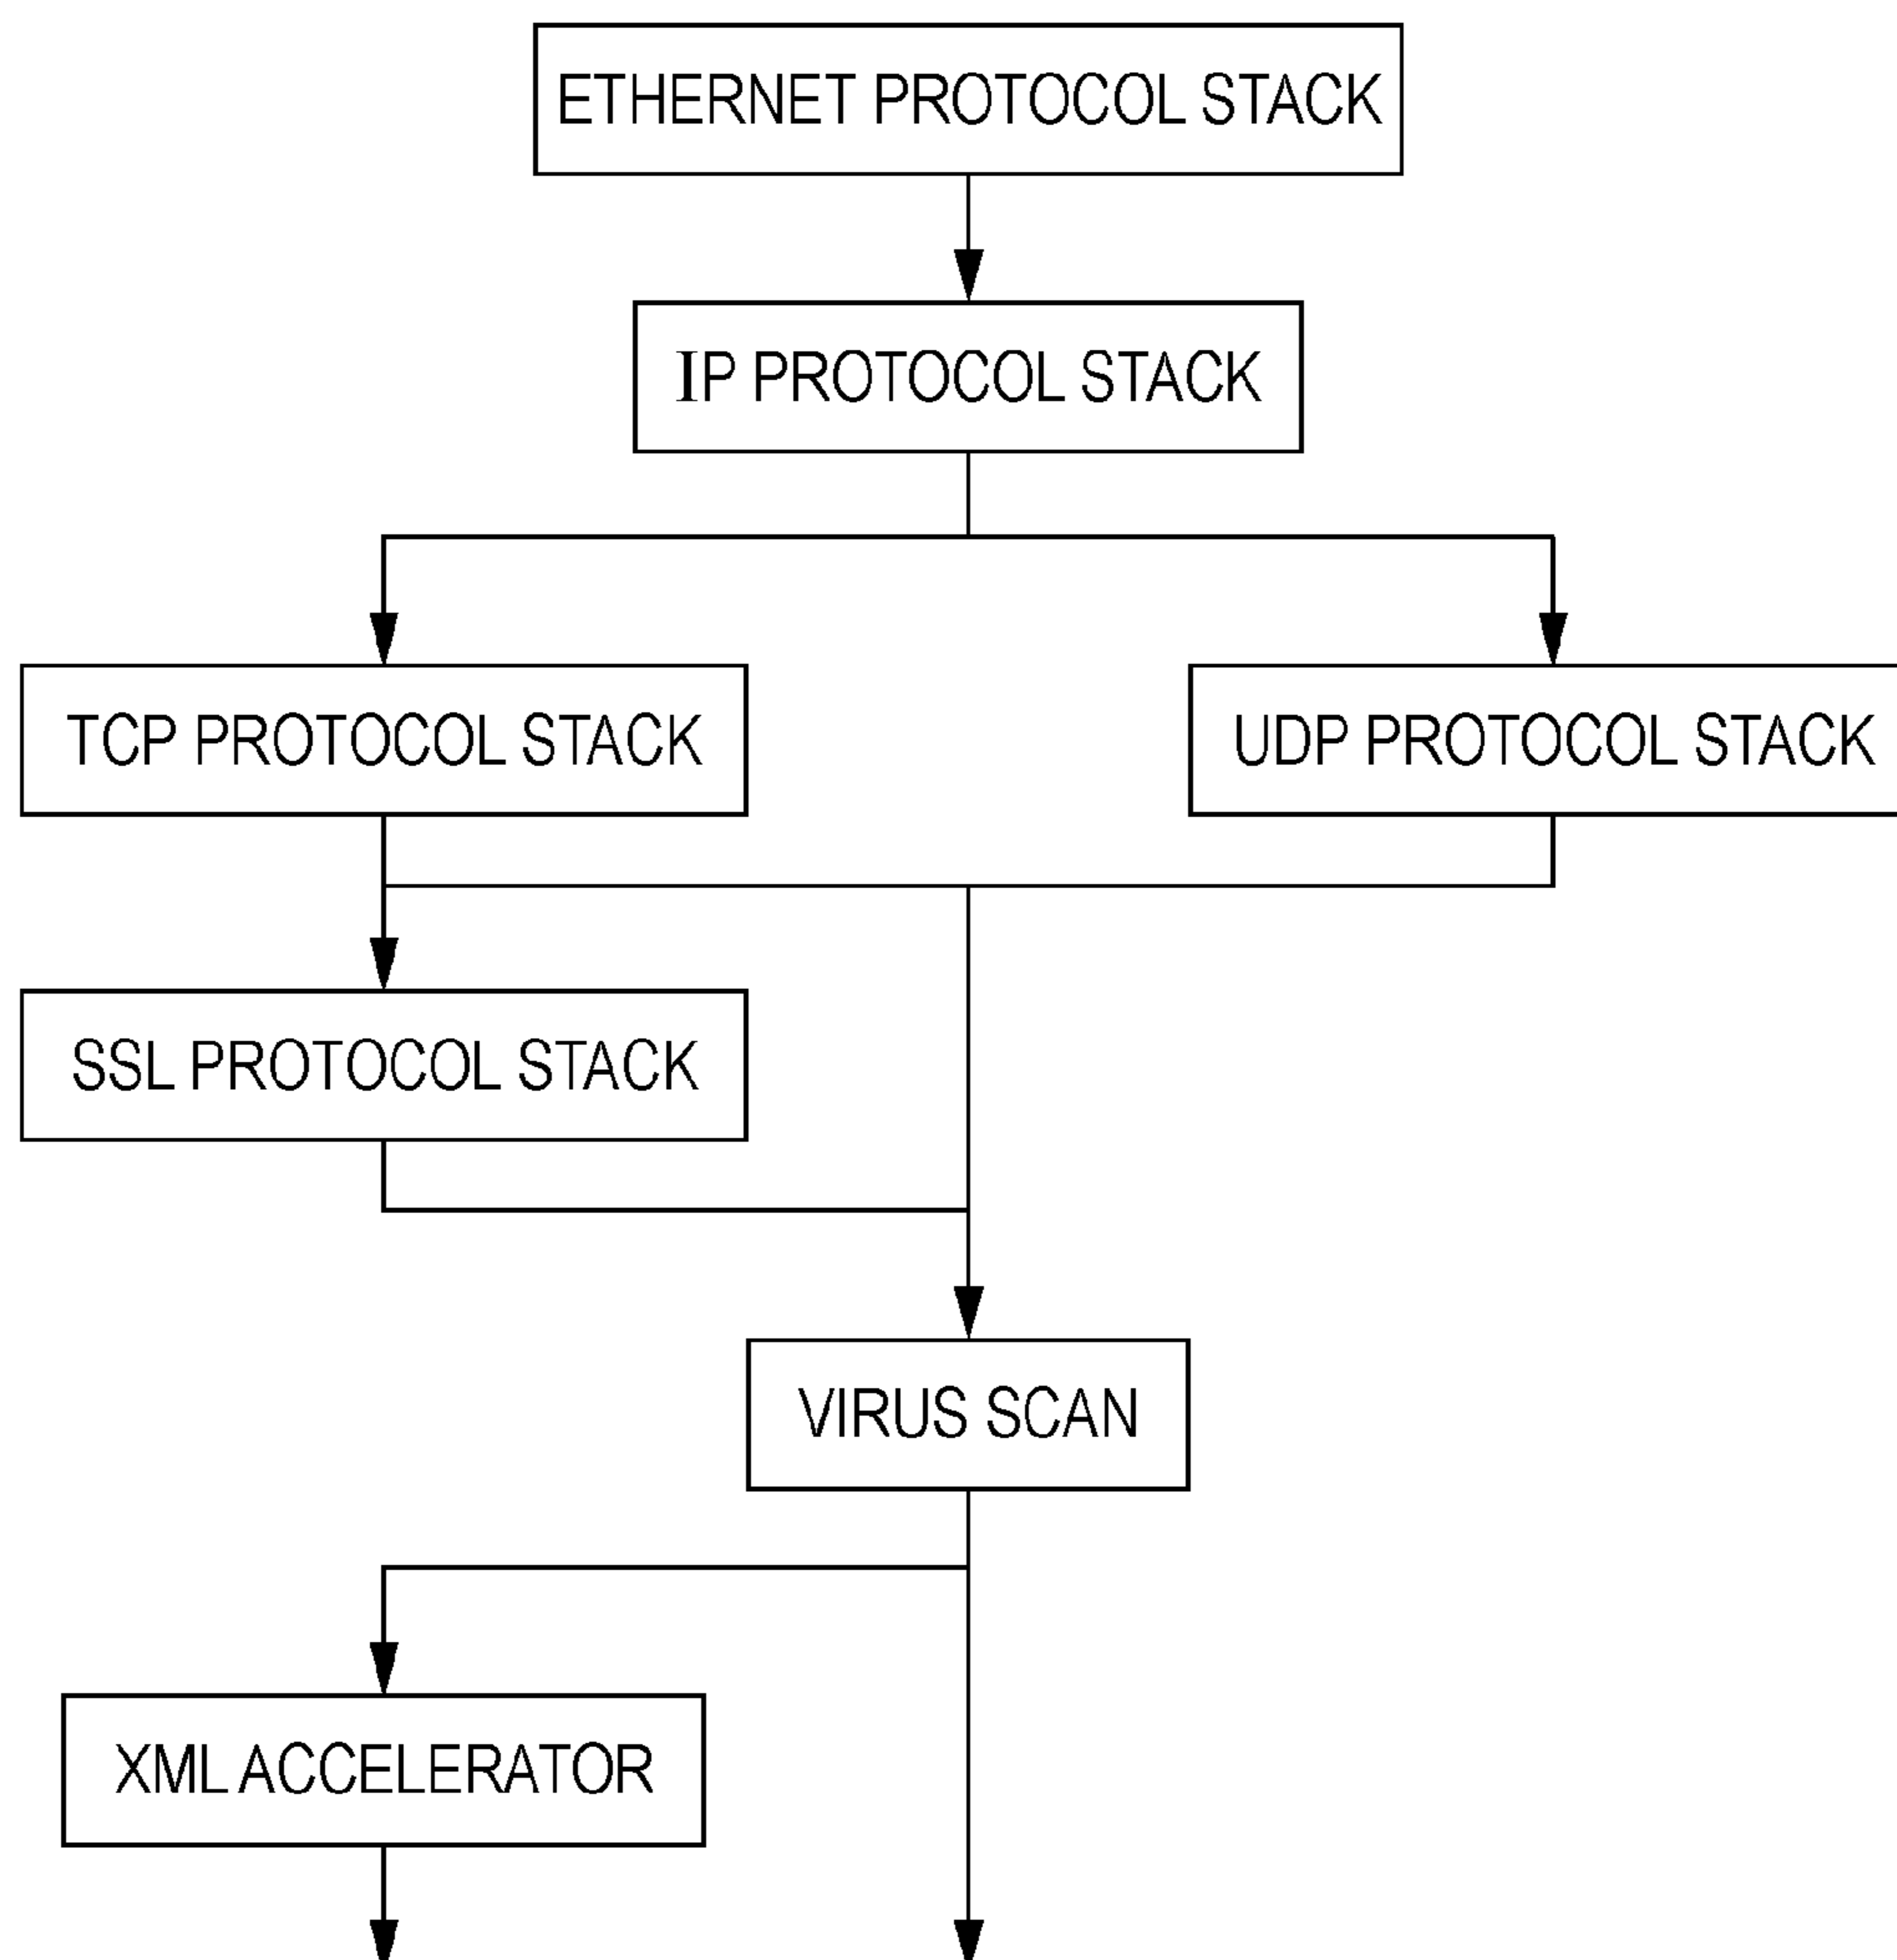 ETHERNET PROTOCOL STACK
IP PROTOCOL STACK
TCP PROTOCOL STACK
UDP PROTOCOL STACK
SSL PROTOCOL STACK
VIRUS SCAN
XML ACCELERATOR